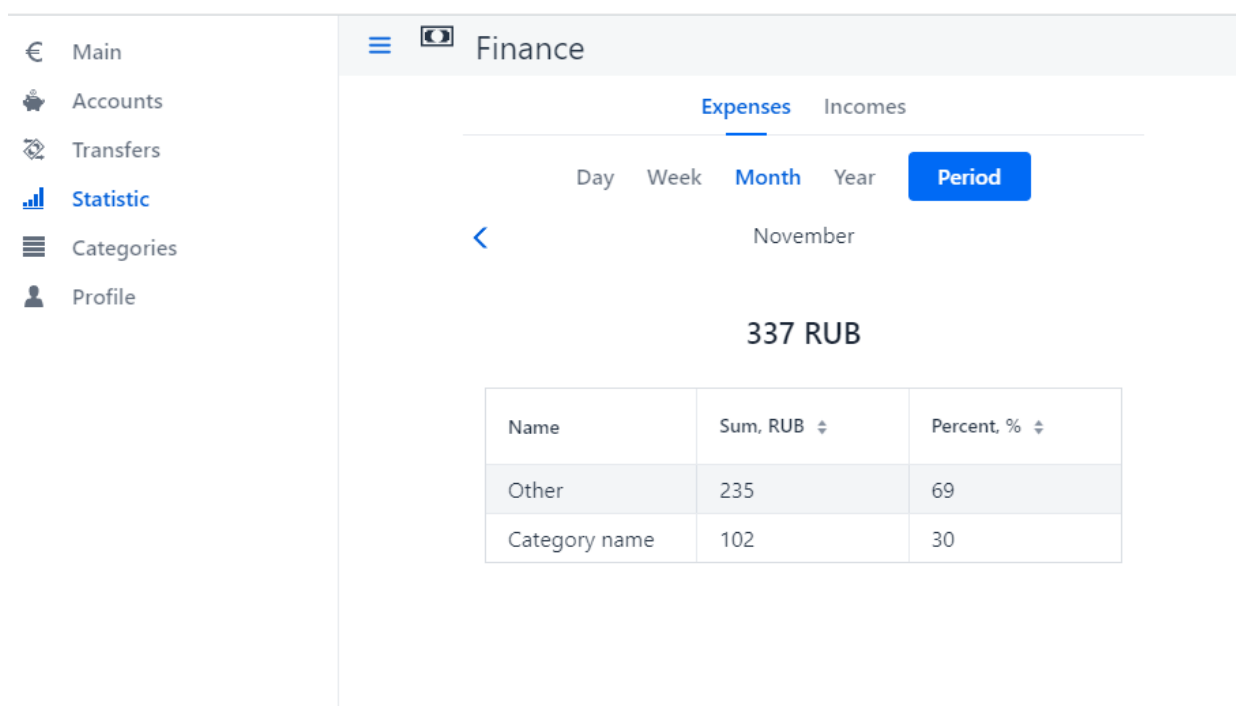 € Main
Accounts
Transfers
Statistic
Categories
Profile
Finance
Expenses Incomes
Day Week Month Year Period
November
337 RUB
Name Sum, RUB Percent, %
Other 235 69
Category name 102 30